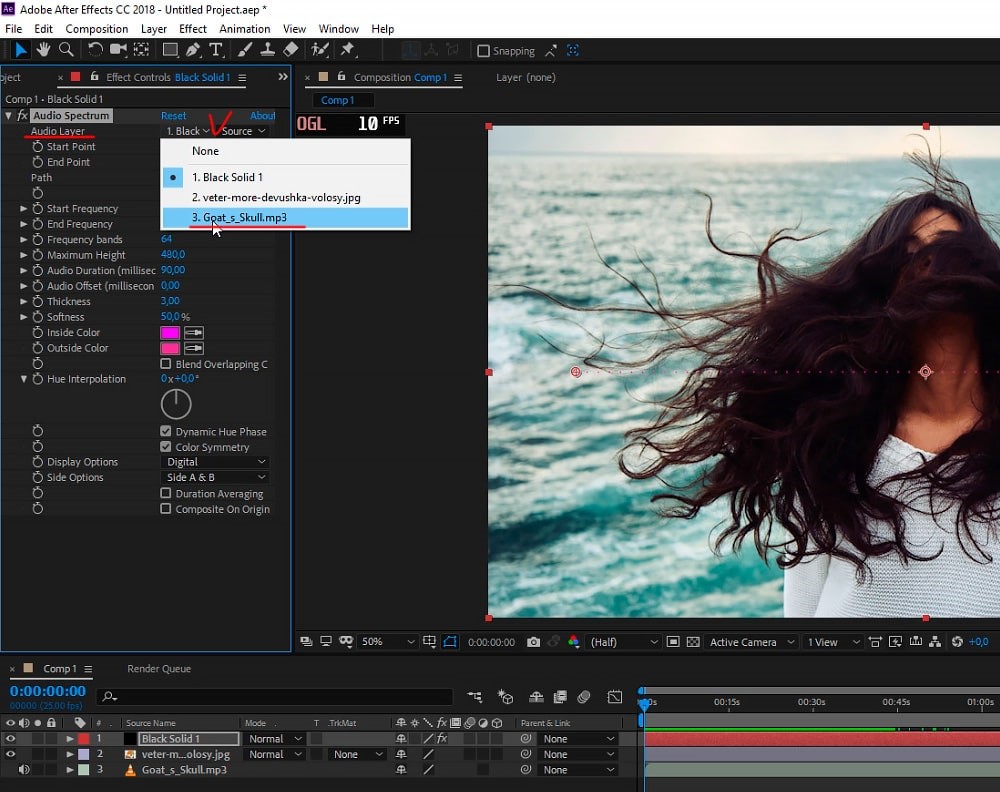 Adobe After Effects CC 2018 - Untitled Project.aep *
File Edit Composition Layer Effect Animation View Window Help
Snapping
oject × Effect Controls Black Solid 1 ≡ »
× Composition Comp 1 ≡ Layer (none)
Comp 1 • Black Solid 1
Comp 1
fx Audio Spectrum Reset About
OGL 10 FPS
Audio Layer 1. Black Source
Start Point
None
End Point
Path
1. Black Solid 1
2. veter-more-devushka-volosy.jpg
Start Frequency
3. Goat_s_Skull.mp3
End Frequency
Frequency bands 64
Maximum Height 480,0
Audio Duration (millisec 90,00
Audio Offset (millisecon 0,00
Thickness 3,00
Softness 50,0 %
Inside Color
Outside Color
Blend Overlapping C
Hue Interpolation 0 x +0,0 °
Dynamic Hue Phase
Color Symmetry
Display Options Digital
Side Options Side A & B
Duration Averaging
Composite On Origin
50% 0:00:00:00 (Half) Active Camera 1 View +0,0
× Comp 1 ≡ Render Queue
0:00:00:00
00000 (25.00 fps)
00s 00:15s 00:30s 00:45s 01:00s
# Source Name Mode T .TrkMat fx Parent & Link
1 Black Solid 1 Normal fx None
2 veter-m...olosy.jpg Normal None None
3 Goat_s_Skull.mp3 None